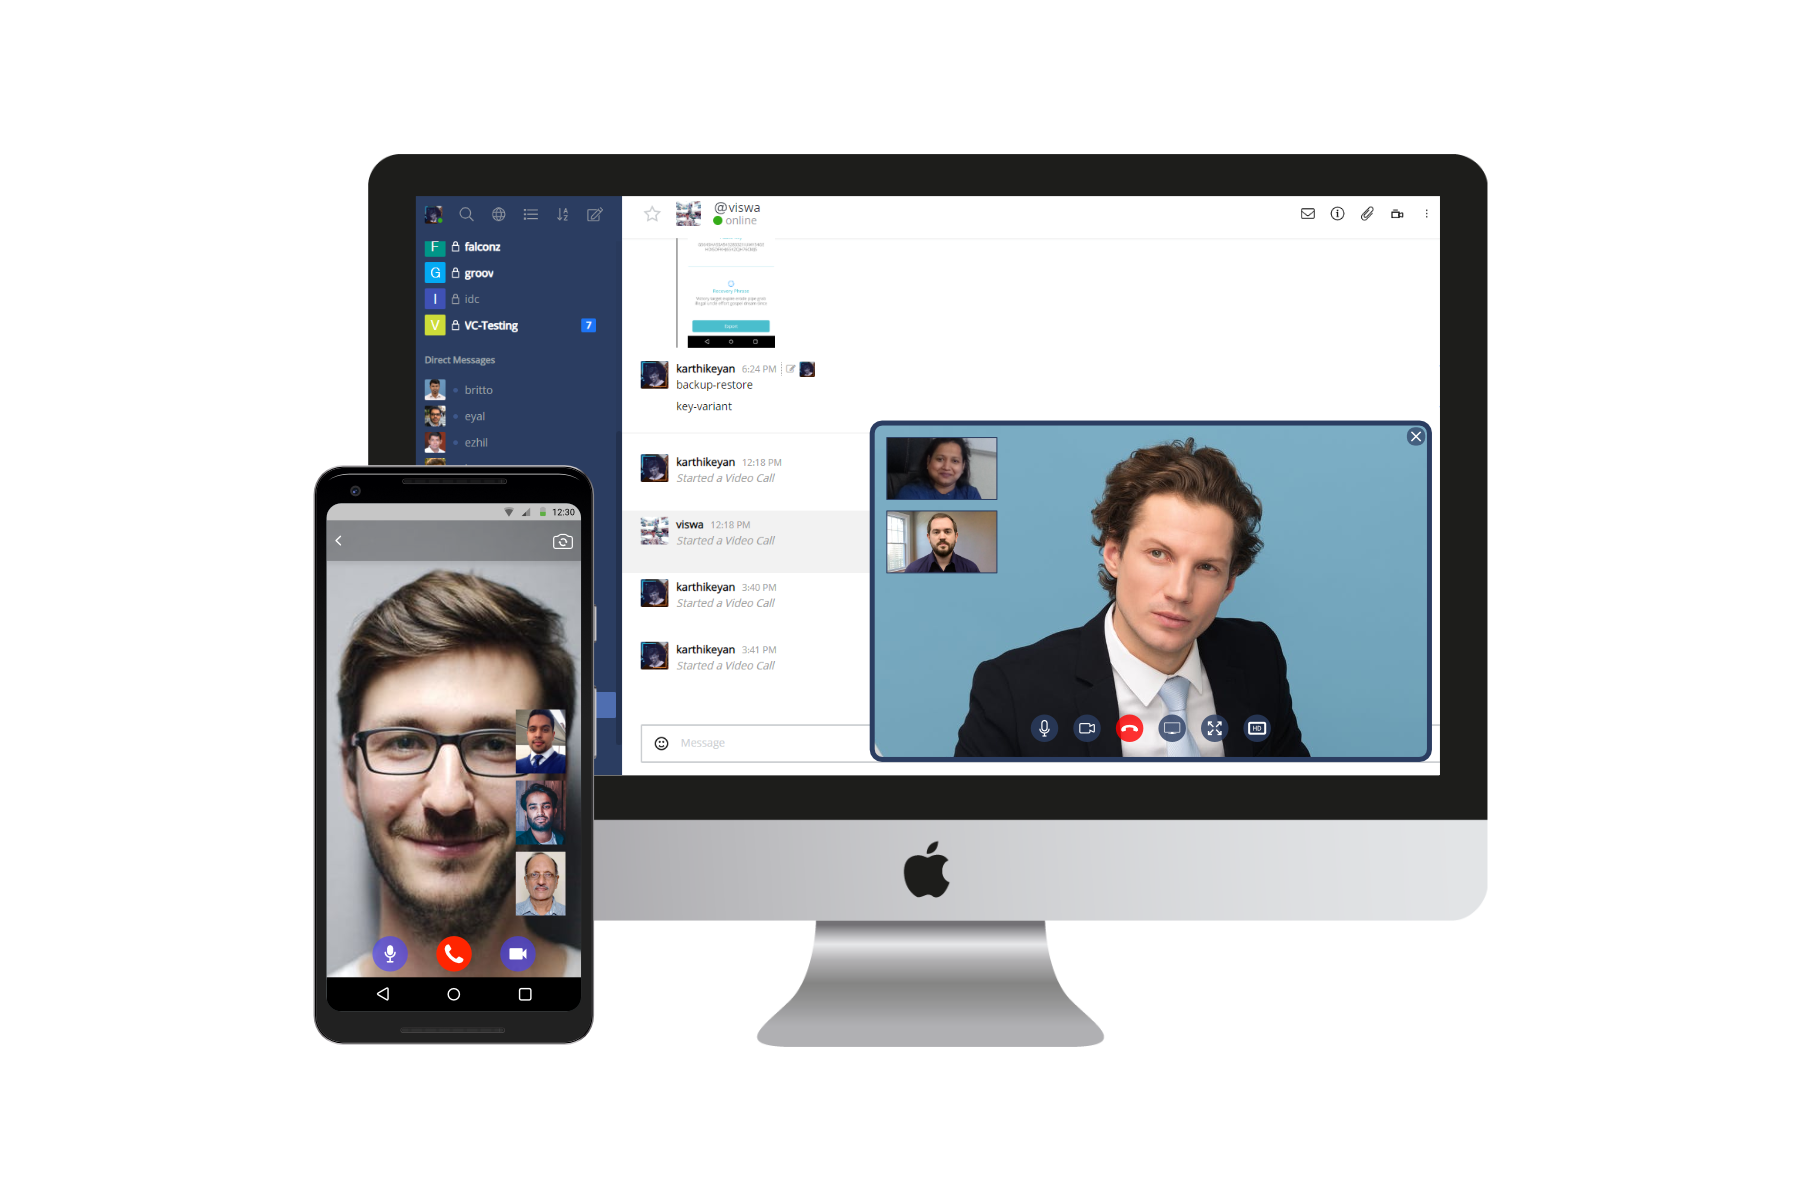 @viswa
online
F falconz
G groov
I idc
V VC-Testing 7
Direct Messages
britto
eyal
ezhil
Recovery Phrase
Export
karthikeyan 6:24 PM
backup-restore
key-variant
karthikeyan 12:18 PM
Started a Video Call
viswa 12:18 PM
Started a Video Call
karthikeyan 3:40 PM
Started a Video Call
karthikeyan 3:41 PM
Started a Video Call
Message
HD
12:30